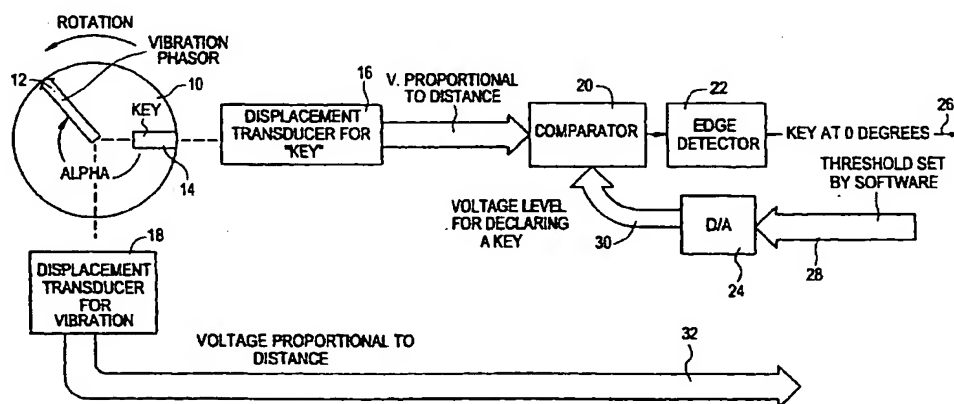 ROTATION
VIBRATION
PHASOR
12
10
KEY
ALPHA
14
16
DISPLACEMENT
TRANSDUCER FOR
"KEY"
V. PROPORTIONAL
TO DISTANCE
20
COMPARATOR
22
EDGE
DETECTOR
KEY AT 0 DEGREES
26
THRESHOLD SET
BY SOFTWARE
VOLTAGE LEVEL
FOR DECLARING
A KEY
30
D/A
24
28
18
DISPLACEMENT
TRANSDUCER
FOR
VIBRATION
VOLTAGE PROPORTIONAL TO
DISTANCE
32